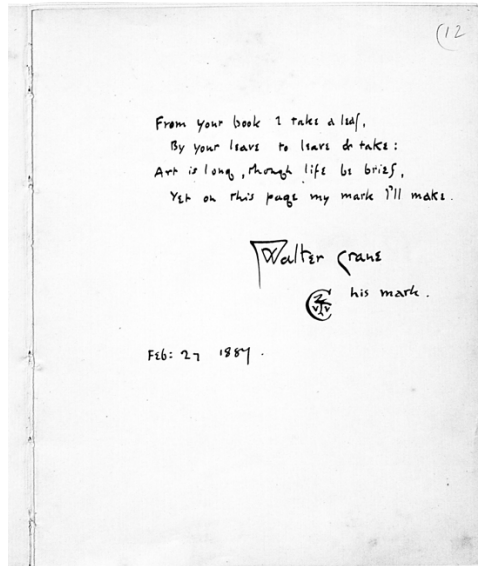 (12
From your book I take a leaf,
By your leave to leave & take:
Art is long, though life be brief,
Yet on this page my mark I'll make.
Walter Crane
his mark.
Feb: 27 1887.